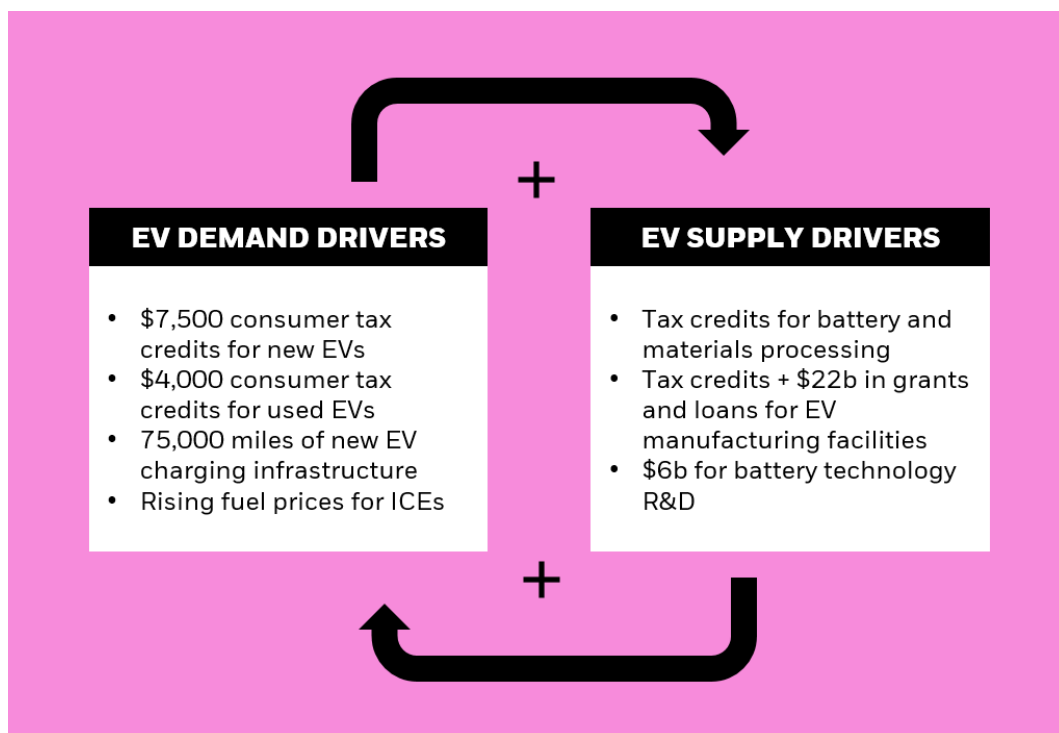 +
EV DEMAND DRIVERS
• $7,500 consumer tax
credits for new EVs
• $4,000 consumer tax
credits for used EVs
• 75,000 miles of new EV
charging infrastructure
• Rising fuel prices for ICEs
EV SUPPLY DRIVERS
• Tax credits for battery and
materials processing
• Tax credits + $22b in grants
and loans for EV
manufacturing facilities
• $6b for battery technology
R&D
+